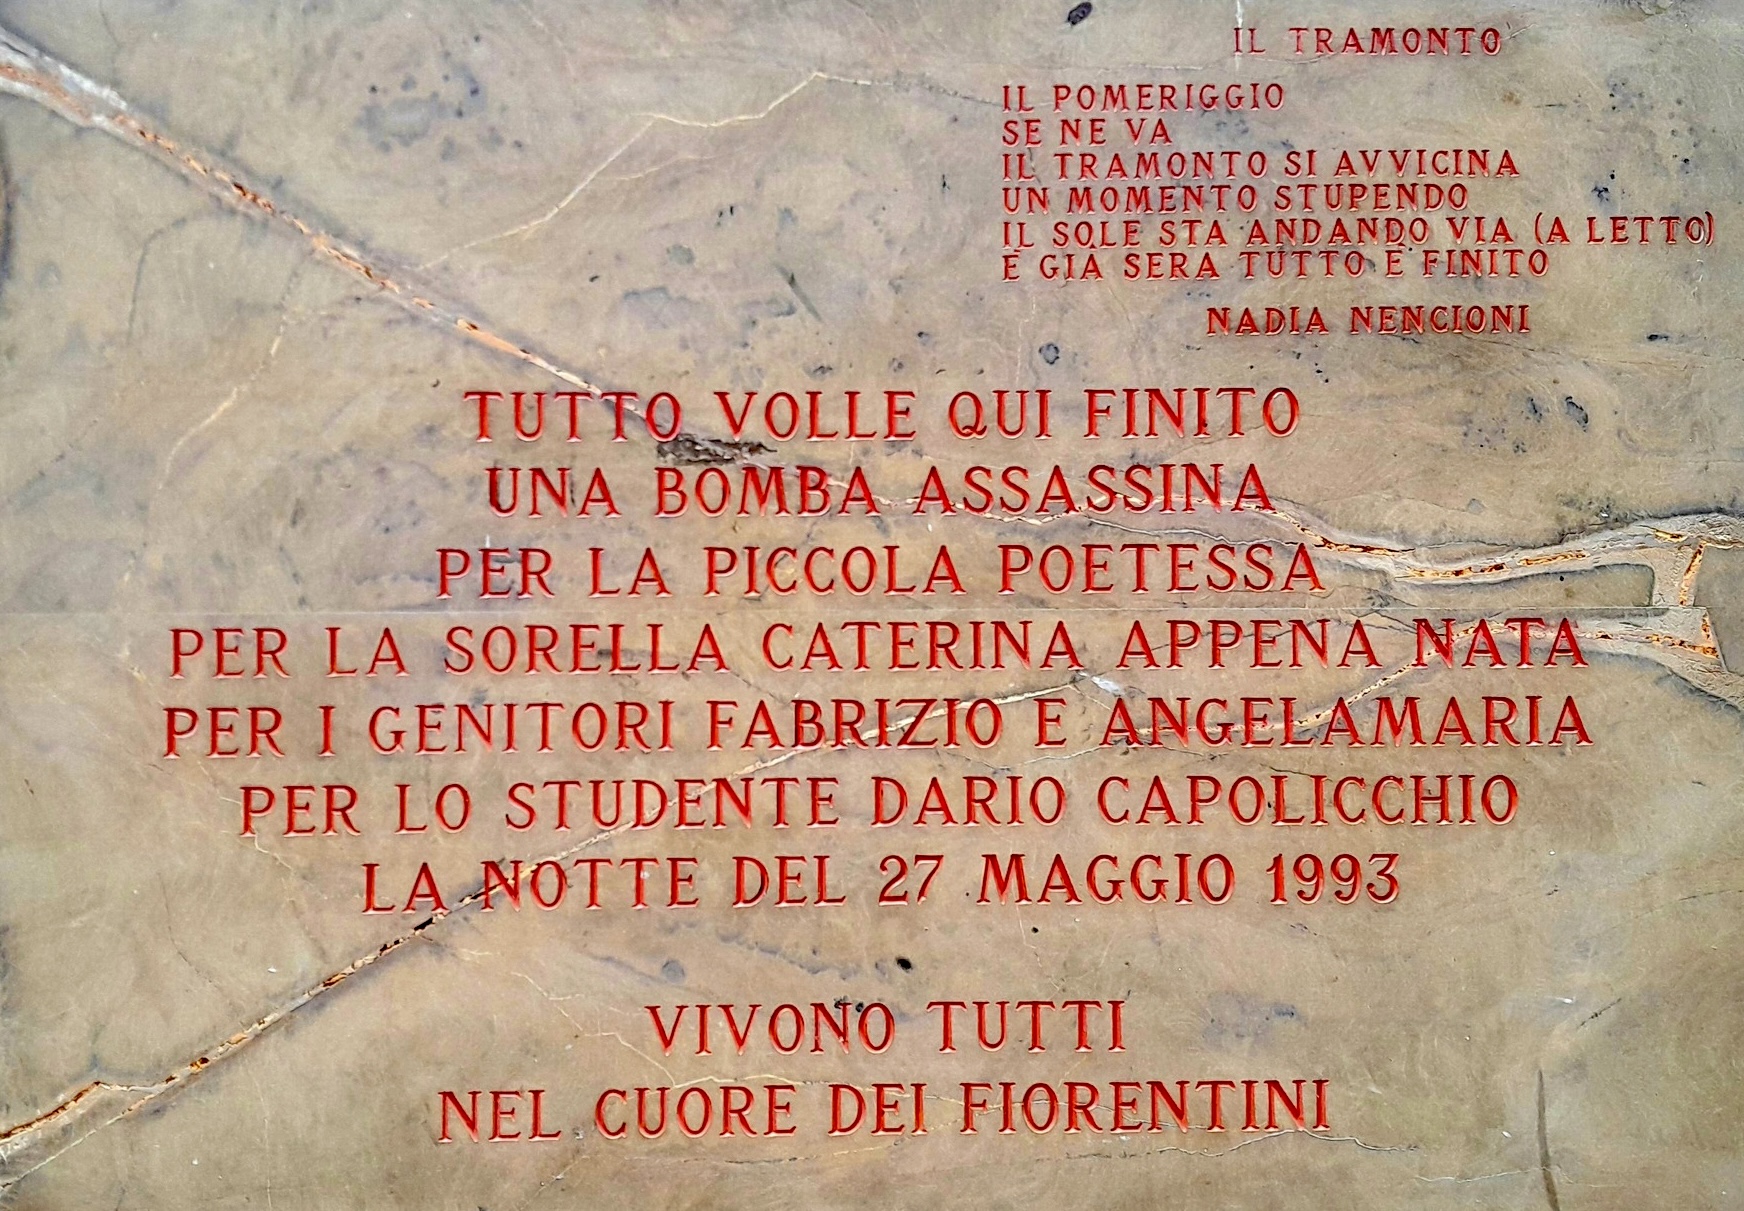 IL TRAMONTO
IL POMERIGGIO
SE NE VA
IL TRAMONTO SI AVVICINA
UN MOMENTO STUPENDO
IL SOLE STA ANDANDO VIA (A LETTO)
È GIÀ SERA TUTTO È FINITO
NADIA NENCIONI
TUTTO VOLLE QUI FINITO
UNA BOMBA ASSASSINA
PER LA PICCOLA POETESSA
PER LA SORELLA CATERINA APPENA NATA
PER I GENITORI FABRIZIO E ANGELAMARIA
PER LO STUDENTE DARIO CAPOLICCHIO
LA NOTTE DEL 27 MAGGIO 1993
VIVONO TUTTI
NEL CUORE DEI FIORENTINI